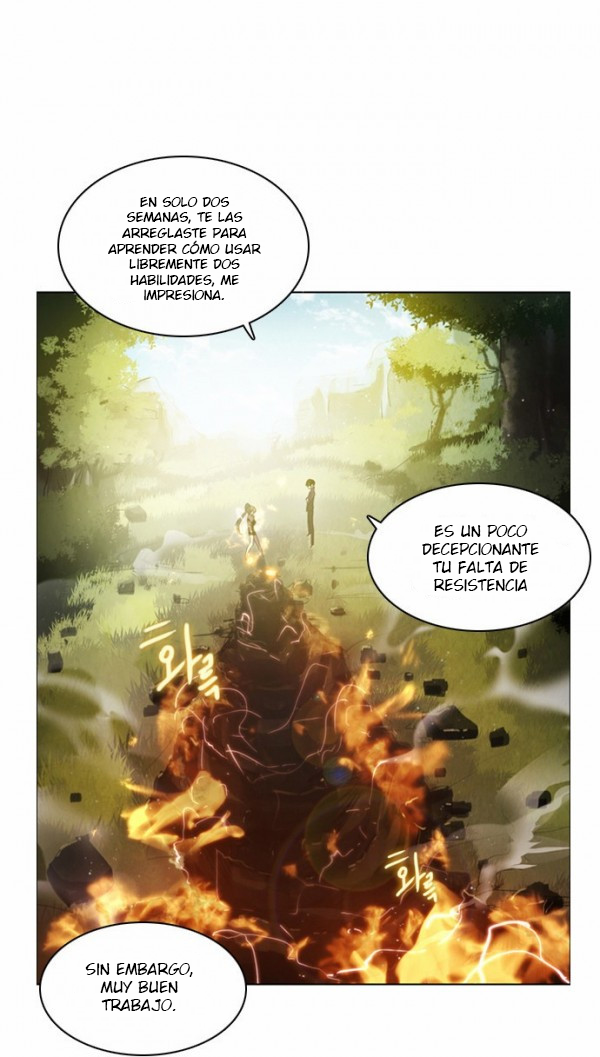 EN SOLO DOS
SEMANAS, TE LAS
ARREGLASTE PARA
APRENDER CÓMO USAR
LIBREMENTE DOS
HABILIDADES, ME
IMPRESIONA.
ES UN POCO
DECEPCIONANTE
TU FALTA DE
RESISTENCIA
화륵
화륵
SIN EMBARGO,
MUY BUEN
TRABAJO.